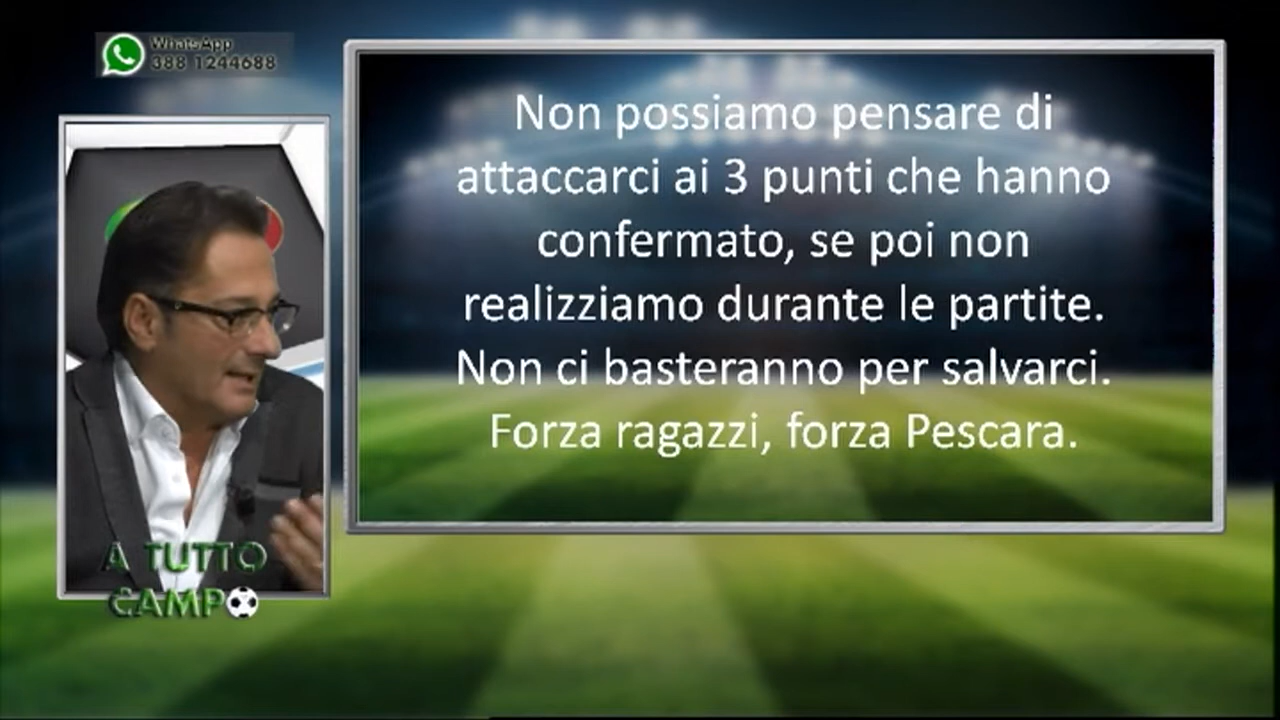 WhatsApp
388 1244688
Non possiamo pensare di
attaccarci ai 3 punti che hanno
confermato, se poi non
realizziamo durante le partite.
Non ci basteranno per salvarci.
Forza ragazzi, forza Pescara.
A TUTTO
CAMPO